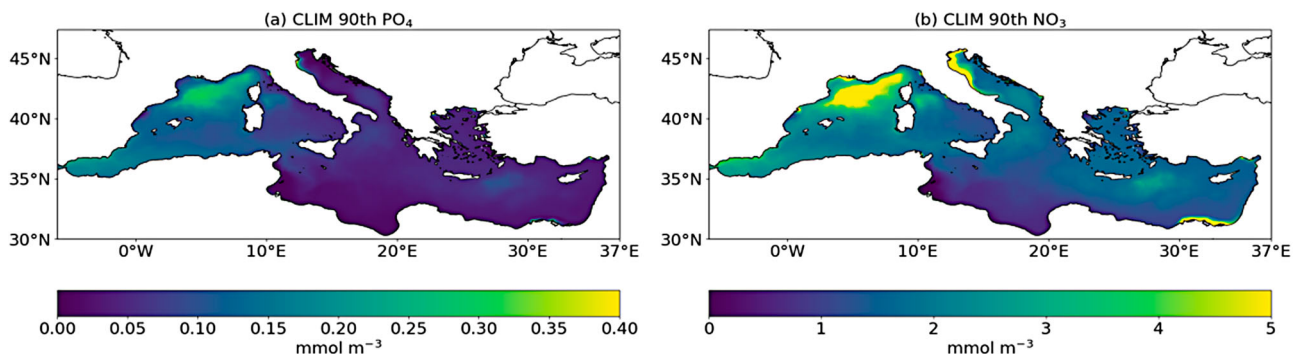 (a) CLIM 90th PO₄
(b) CLIM 90th NO₃
45°N
40°N
35°N
30°N
0°W 10°E 20°E 30°E 37°E
45°N
40°N
35°N
30°N
0°W 10°E 20°E 30°E 37°E
0.00 0.05 0.10 0.15 0.20 0.25 0.30 0.35 0.40
mmol m⁻³
0 1 2 3 4 5
mmol m⁻³